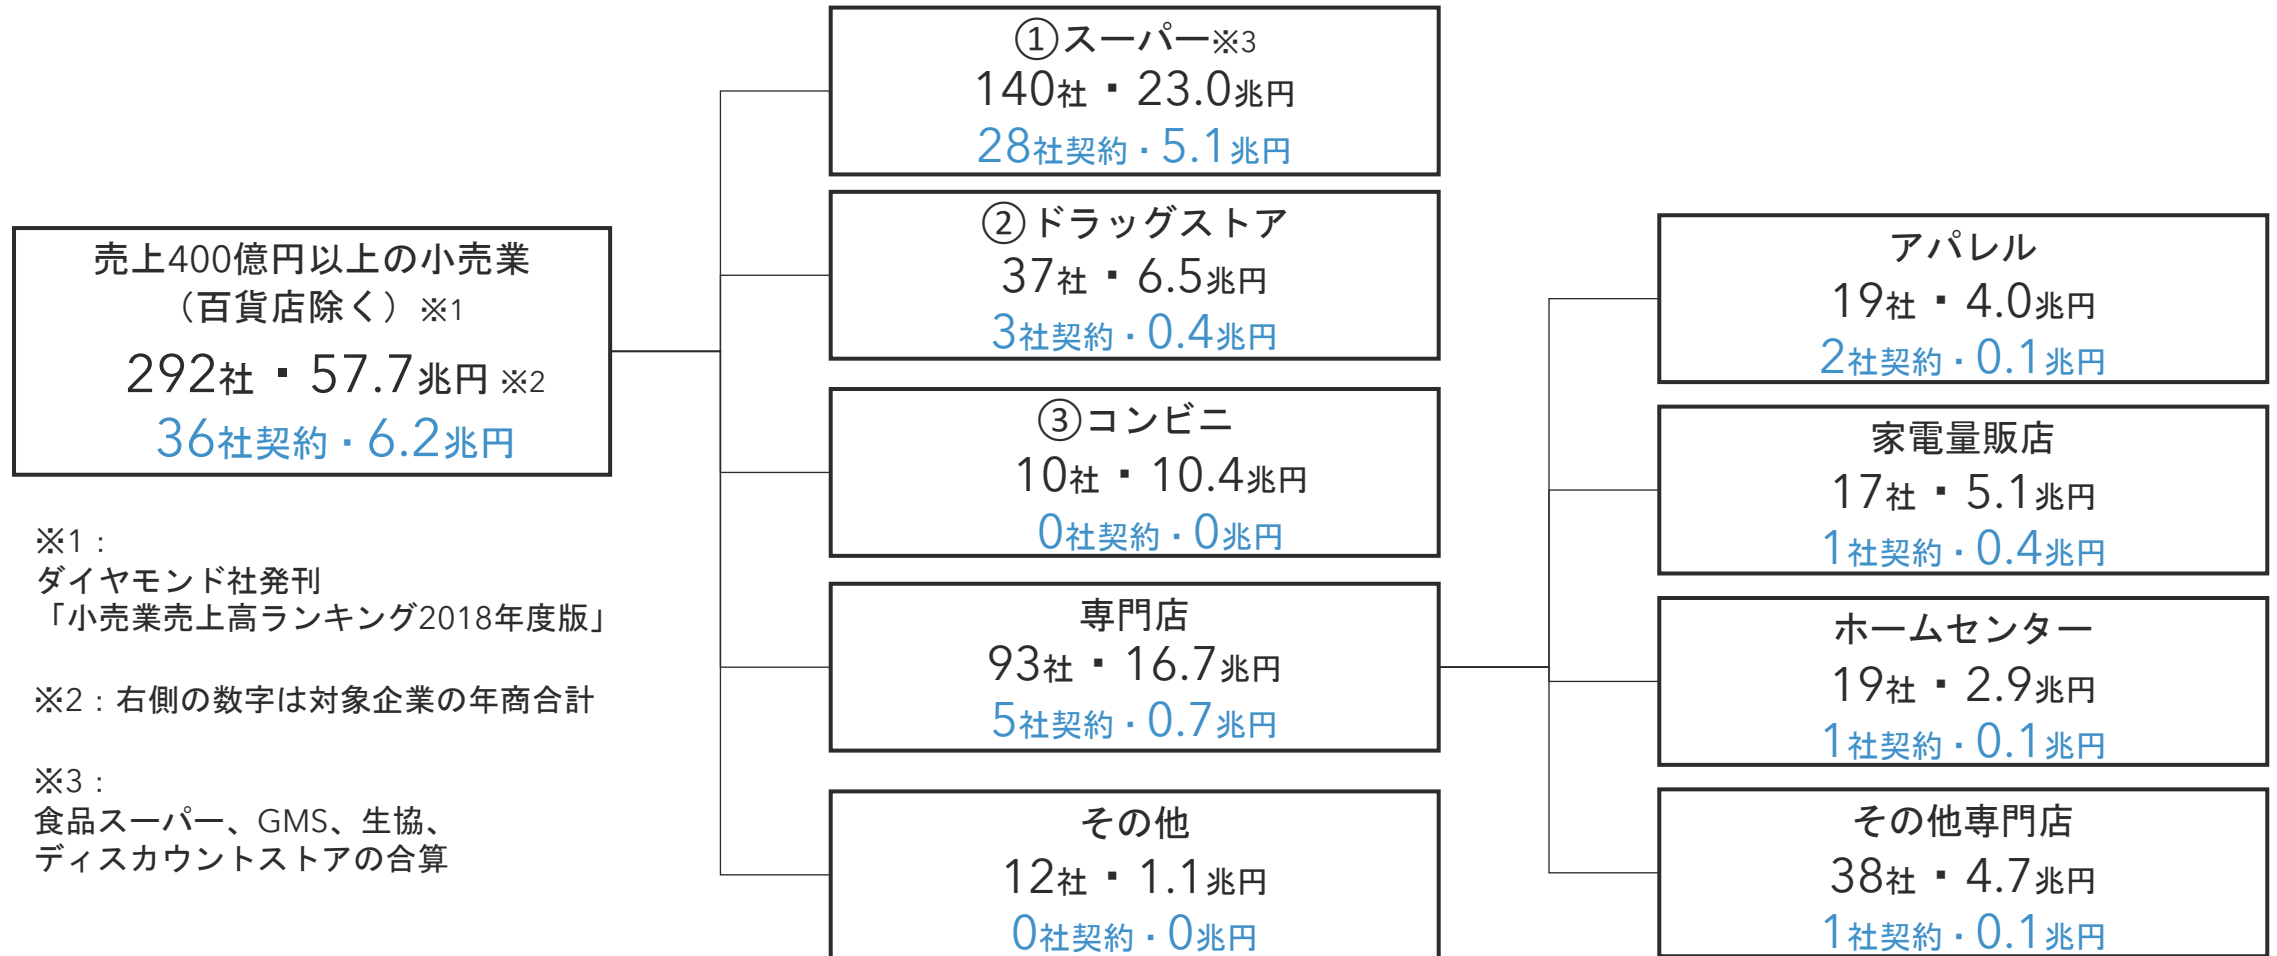 売上400億円以上の小売業
（百貨店除く）※1
292社・57.7兆円 ※2
36社契約・6.2兆円
※1：
ダイヤモンド社発刊
「小売業売上高ランキング2018年度版」
※2：右側の数字は対象企業の年商合計
※3：
食品スーパー、GMS、生協、
ディスカウントストアの合算
①スーパー※3
140社・23.0兆円
28社契約・5.1兆円
②ドラッグストア
37社・6.5兆円
3社契約・0.4兆円
③コンビニ
10社・10.4兆円
0社契約・0兆円
専門店
93社・16.7兆円
5社契約・0.7兆円
その他
12社・1.1兆円
0社契約・0兆円
アパレル
19社・4.0兆円
2社契約・0.1兆円
家電量販店
17社・5.1兆円
1社契約・0.4兆円
ホームセンター
19社・2.9兆円
1社契約・0.1兆円
その他専門店
38社・4.7兆円
1社契約・0.1兆円